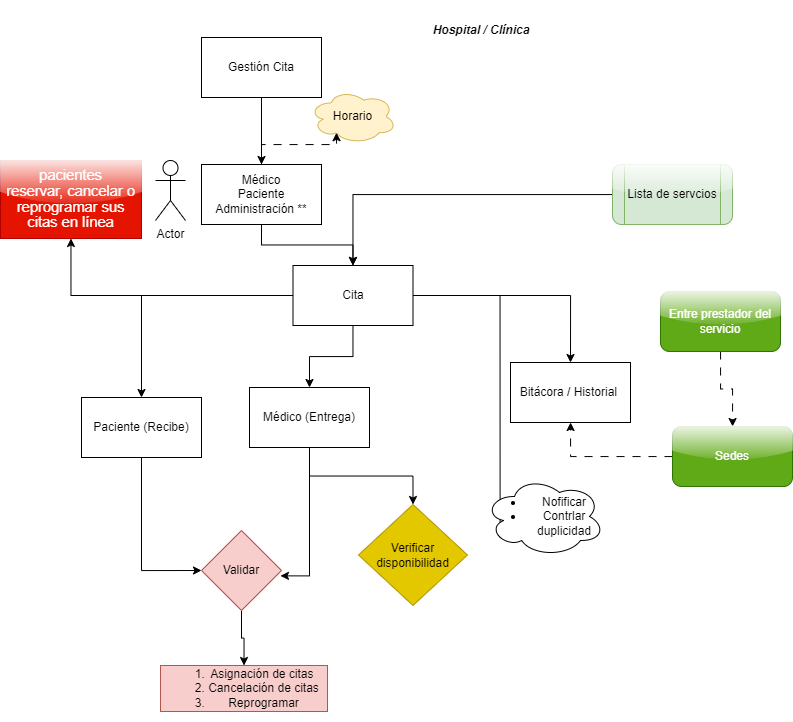 Hospital / Clínica
Gestión Cita
Horario
pacientes
reservar, cancelar o
reprogramar sus
citas en línea
Actor
Médico
Paciente
Administración **
Lista de servcios
Cita
Entre prestador del
servicio
Bitácora / Historial
Paciente (Recibe)
Médico (Entrega)
Sedes
• Nofificar
• Contrlar
duplicidad
Verificar
disponibilidad
Validar
1. Asignación de citas
2. Cancelación de citas
3. Reprogramar